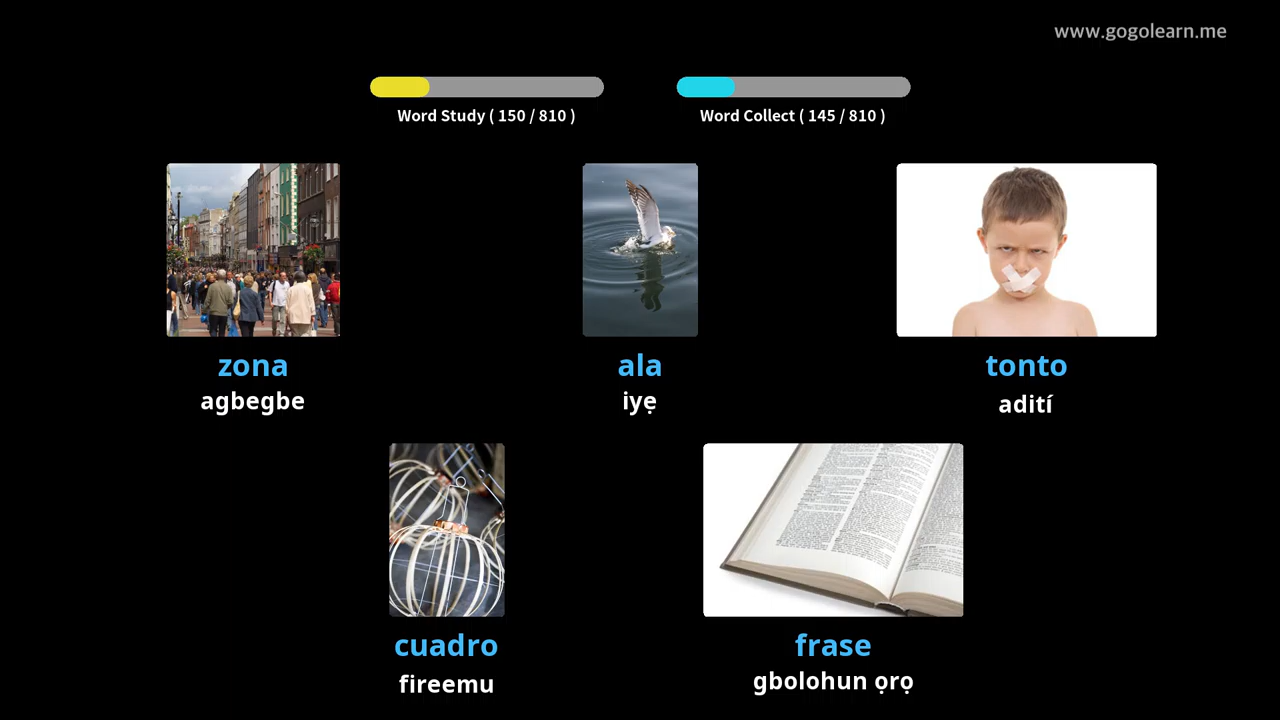 www.gogolearn.me
Word Study ( 150 / 810 )
Word Collect ( 145 / 810 )
zona
agbegbe
ala
iyẹ
tonto
adití
cuadro
fireemu
frase
gbolohun ọrọ